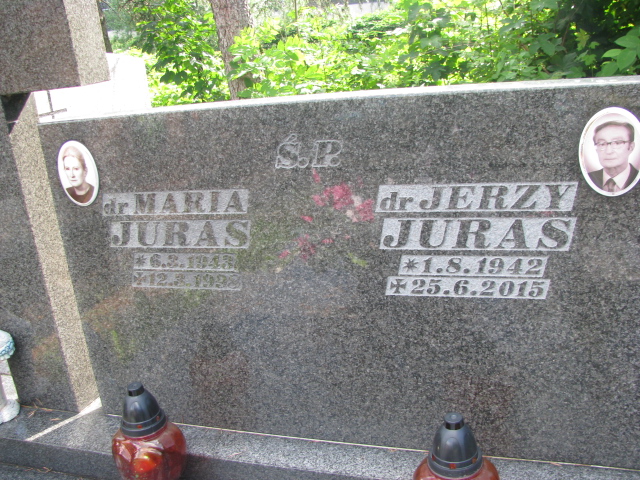 Ś.P.
dr MARIA
JURAS
dr JERZY
JURAS
*1.8.1942
✠25.6.2015